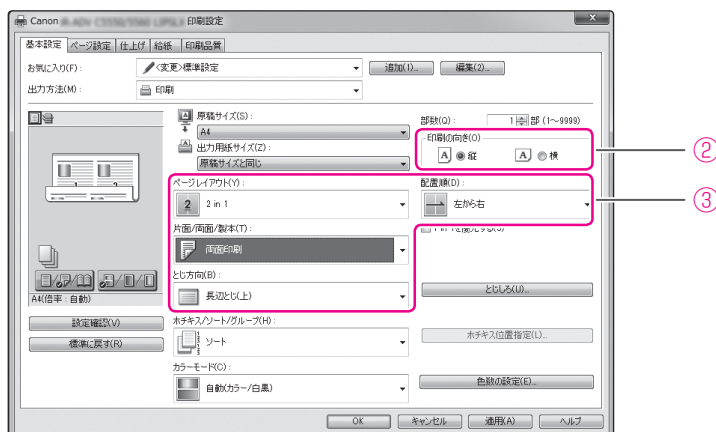 Canon iR-ADV C5550/5560 LIPSLX 印刷設定
基本設定 ページ設定 仕上げ 給紙 印刷品質
お気に入り(F): <変更>標準設定 追加(1)... 編集(2)...
出力方法(M): 印刷
原稿サイズ(S):
A4
出力用紙サイズ(Z):
原稿サイズと同じ
部数(Q): 1 部 (1~9999)
印刷の向き(O)
A 縦 A 横
②
ページレイアウト(Y):
2 2 in 1
配置順(D):
左から右
③
片面/両面/製本(T):
両面印刷
とじ方向(B):
長辺とじ(上)
とじしろ(U)...
A4(倍率:自動)
設定確認(V)
標準に戻す(R)
ホチキス/ソート/グループ(H):
ソート
ホチキス位置指定(L)...
カラーモード(C):
自動(カラー/白黒)
色数の設定(E)...
OK キャンセル 適用(A) ヘルプ